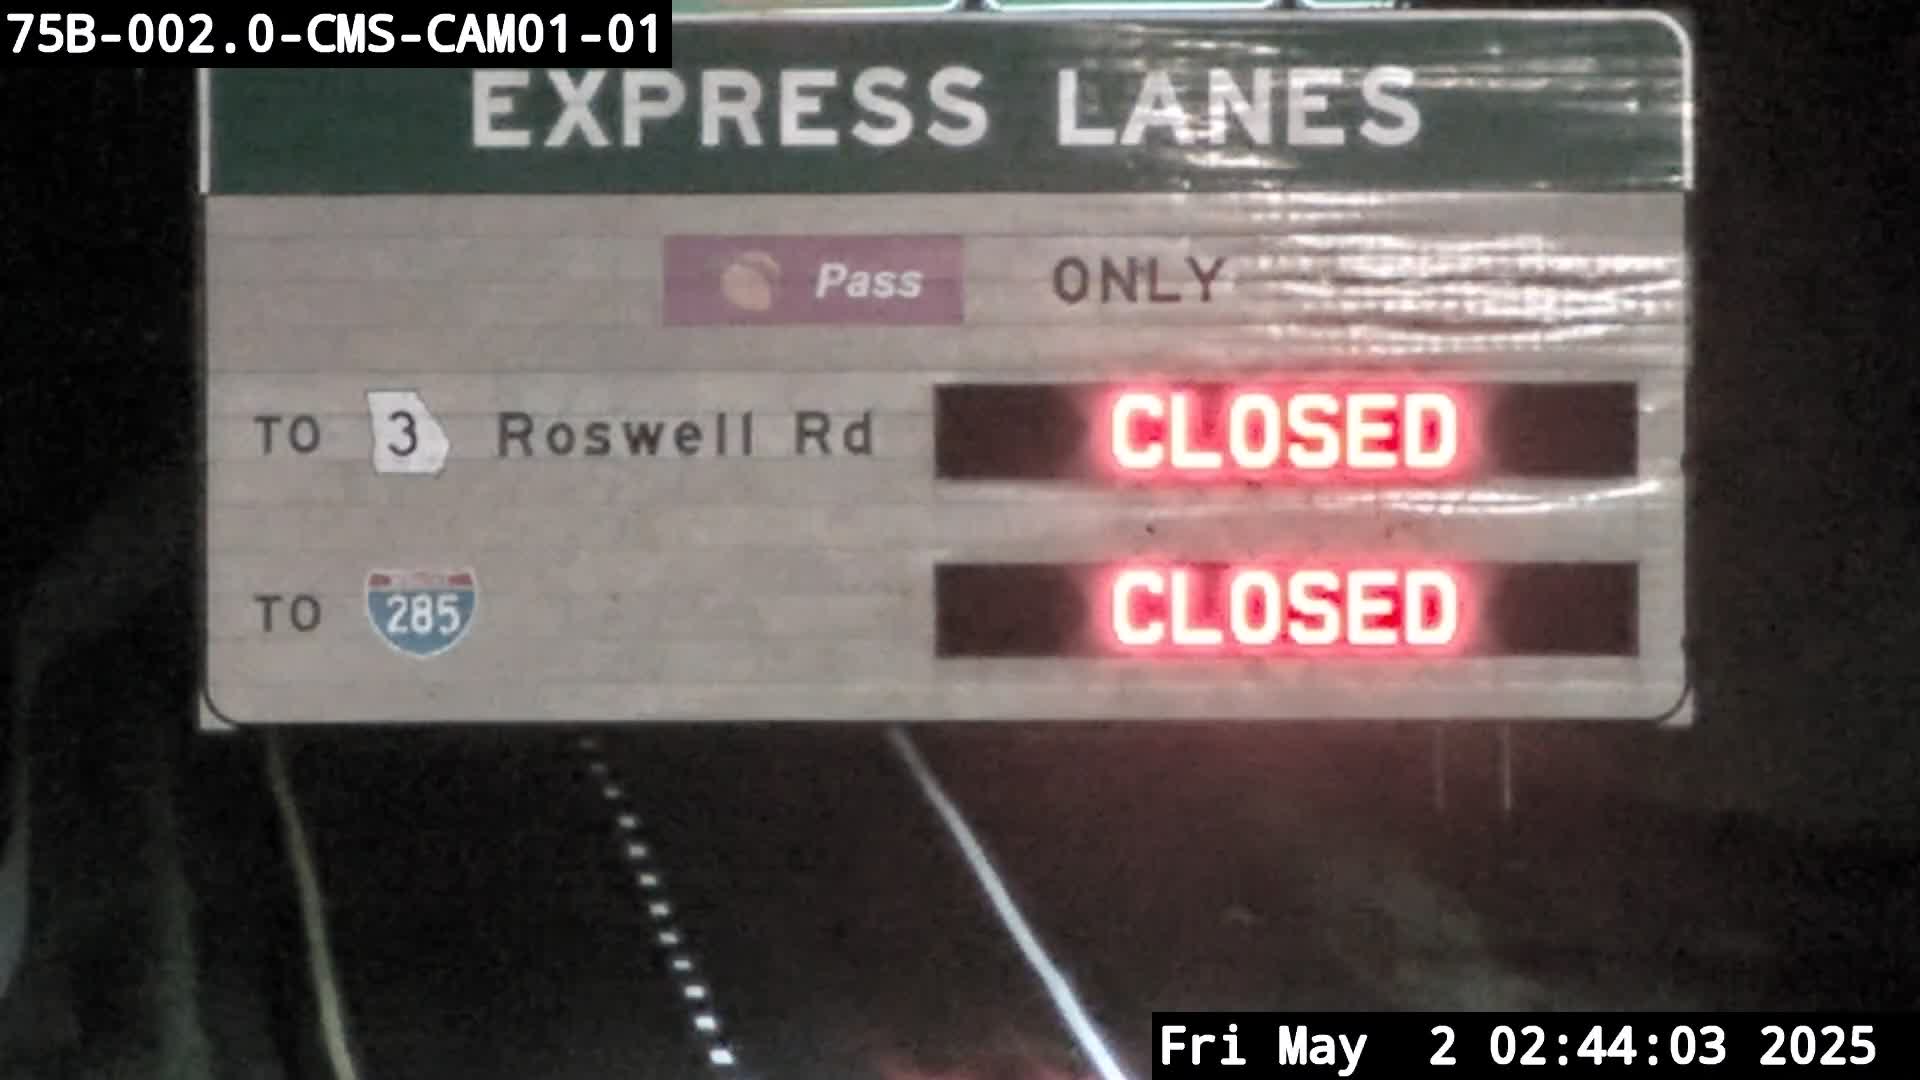 75B-002.0-CMS-CAM01-01
EXPRESS LANES
Pass ONLY
TO 3 Roswell Rd CLOSED
TO 285 CLOSED
Fri May 2 02:44:03 2025